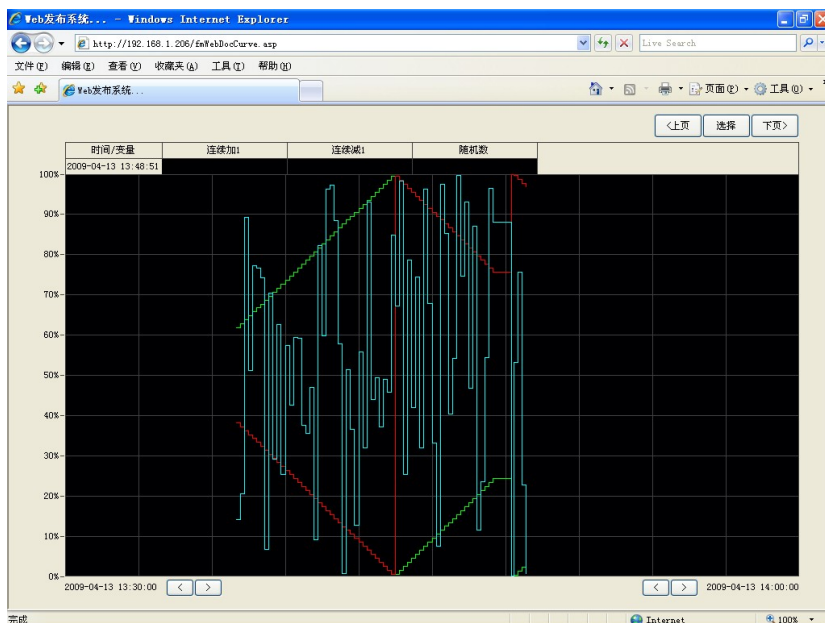 Web发布系统... - Windows Internet Explorer
http://192.168.1.206/fmWebDocCurve.asp
Live Search
文件(F) 编辑(E) 查看(V) 收藏夹(A) 工具(T) 帮助(H)
Web发布系统...
页面(P) 工具(O)
<上页 选择 下页>
时间/变量 连续加1 连续减1 随机数
2009-04-13 13:48:51
100%
90%
80%
70%
60%
50%
40%
30%
20%
10%
0%
2009-04-13 13:30:00 < > < > 2009-04-13 14:00:00
完成 Internet 100%